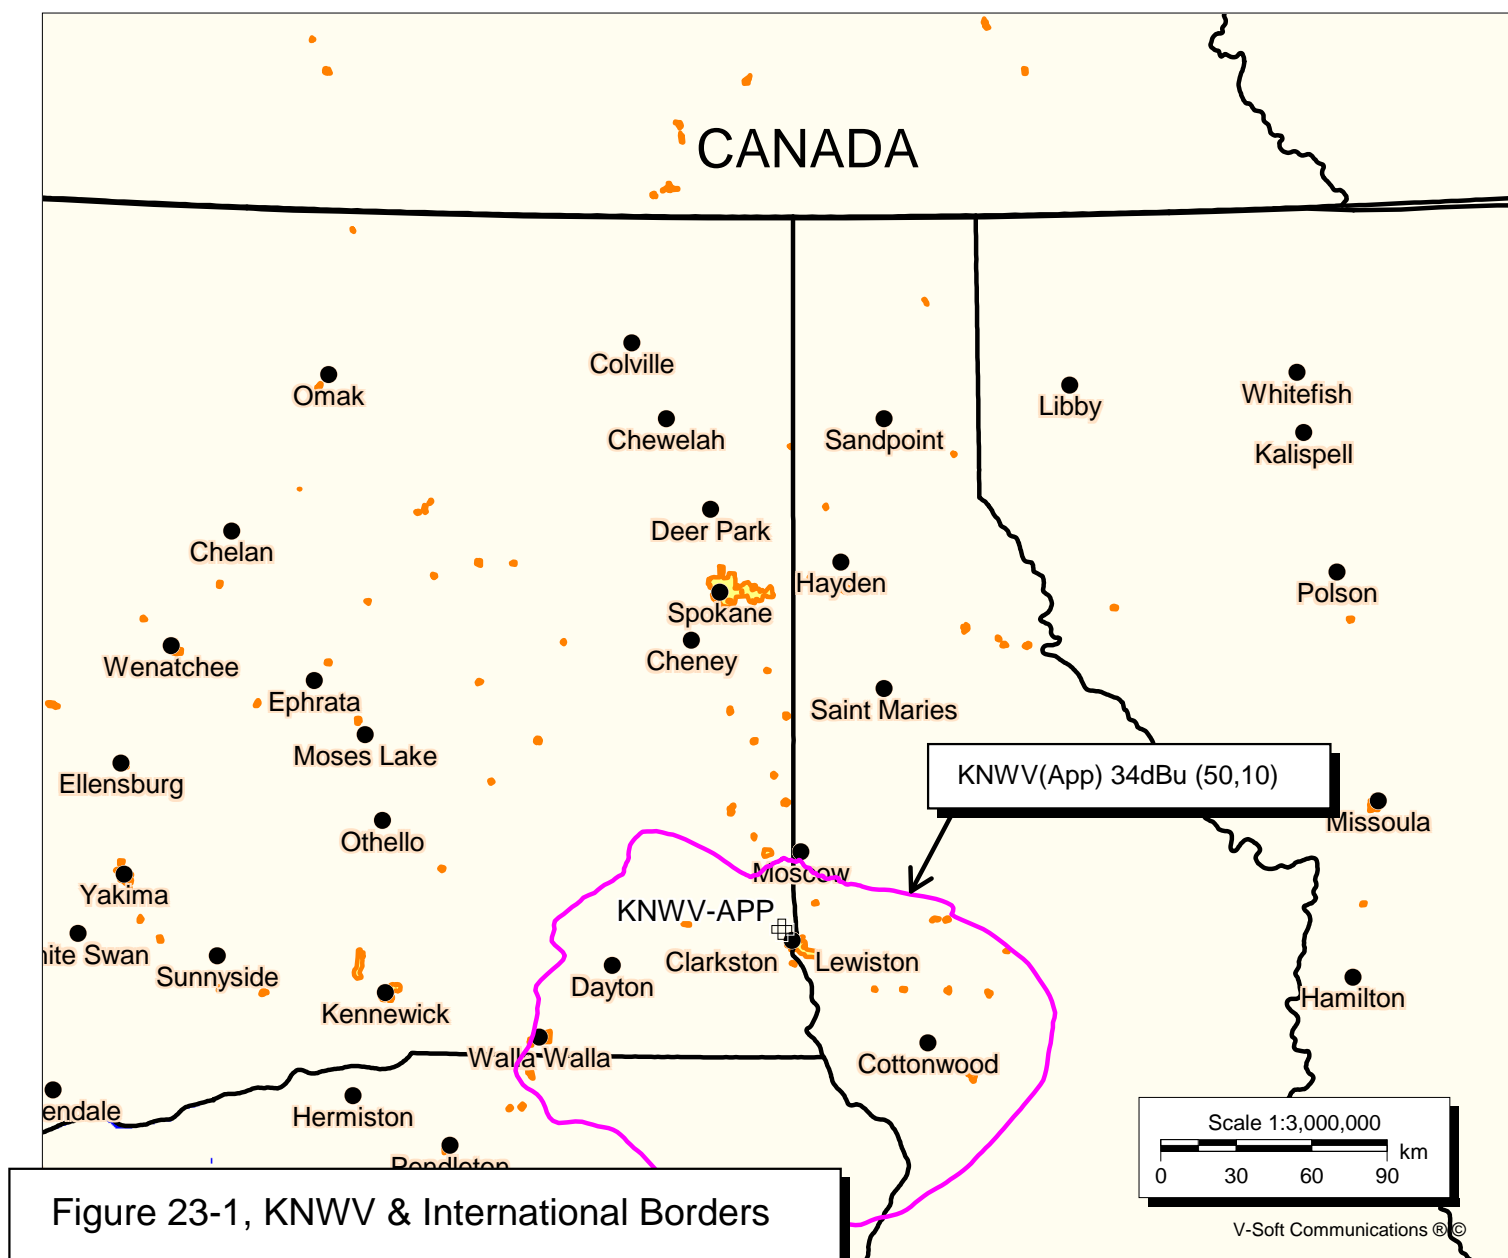 CANADA
Colville
Omak
Libby
Whitefish
Chewelah
Sandpoint
Kalispell
Deer Park
Chelan
Hayden
Polson
Spokane
Wenatchee
Cheney
Ephrata
Saint Maries
Moses Lake
KNWV(App) 34dBu (50,10)
Ellensburg
Missoula
Othello
Moscow
Yakima
KNWV-APP
ite Swan
Sunnyside
Clarkston
Lewiston
Dayton
Hamilton
Kennewick
Walla Walla
Cottonwood
endale
Hermiston
Scale 1:3,000,000
km
0 30 60 90
Pendleton
Figure 23-1, KNWV & International Borders
V-Soft Communications ® ©